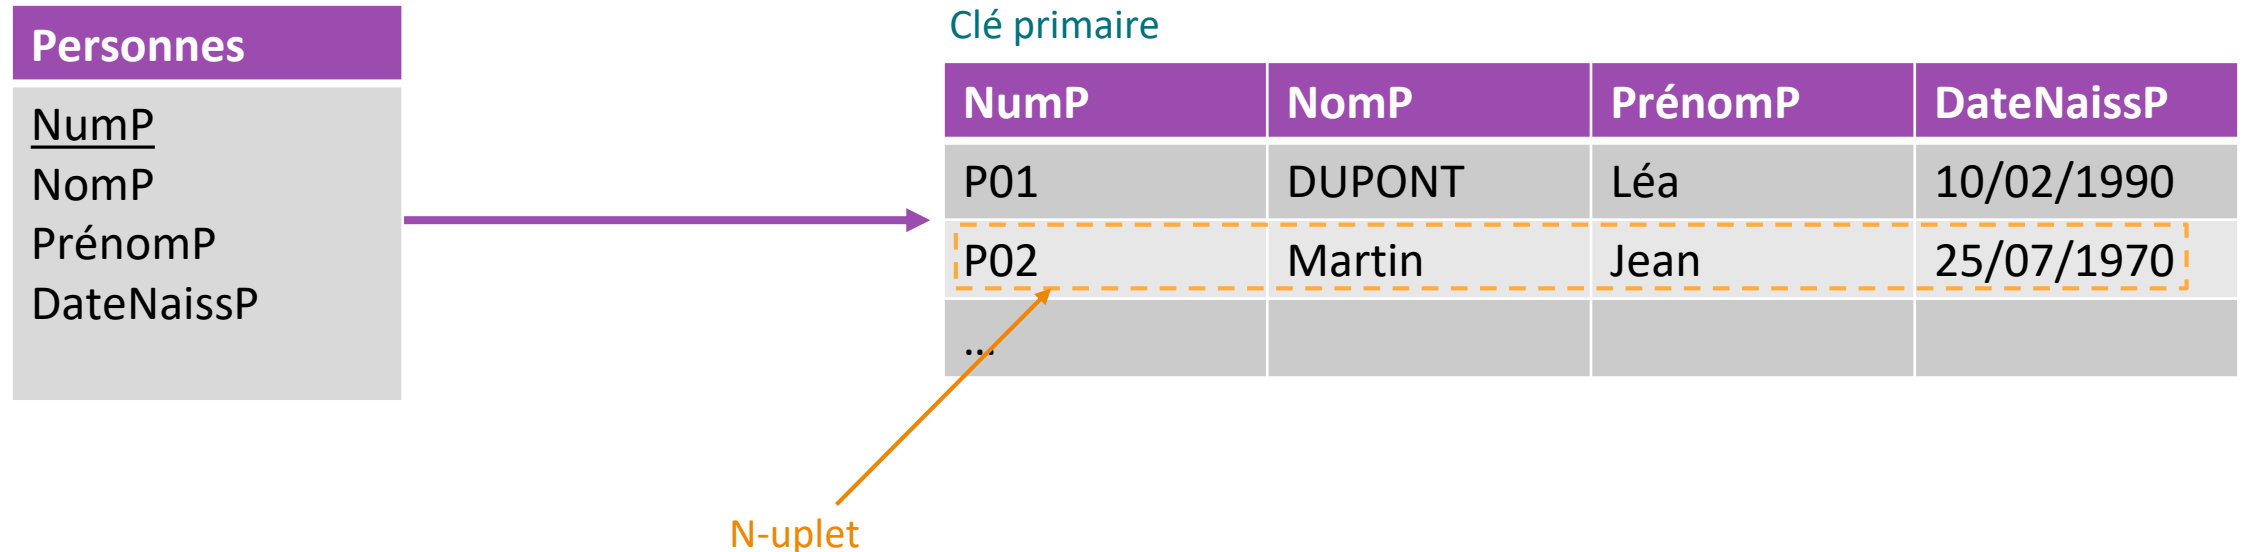 Personnes
NumP
NomP
PrénomP
DateNaissP
Clé primaire
NumP NomP PrénomP DateNaissP
P01 DUPONT Léa 10/02/1990
P02 Martin Jean 25/07/1970
...
N-uplet